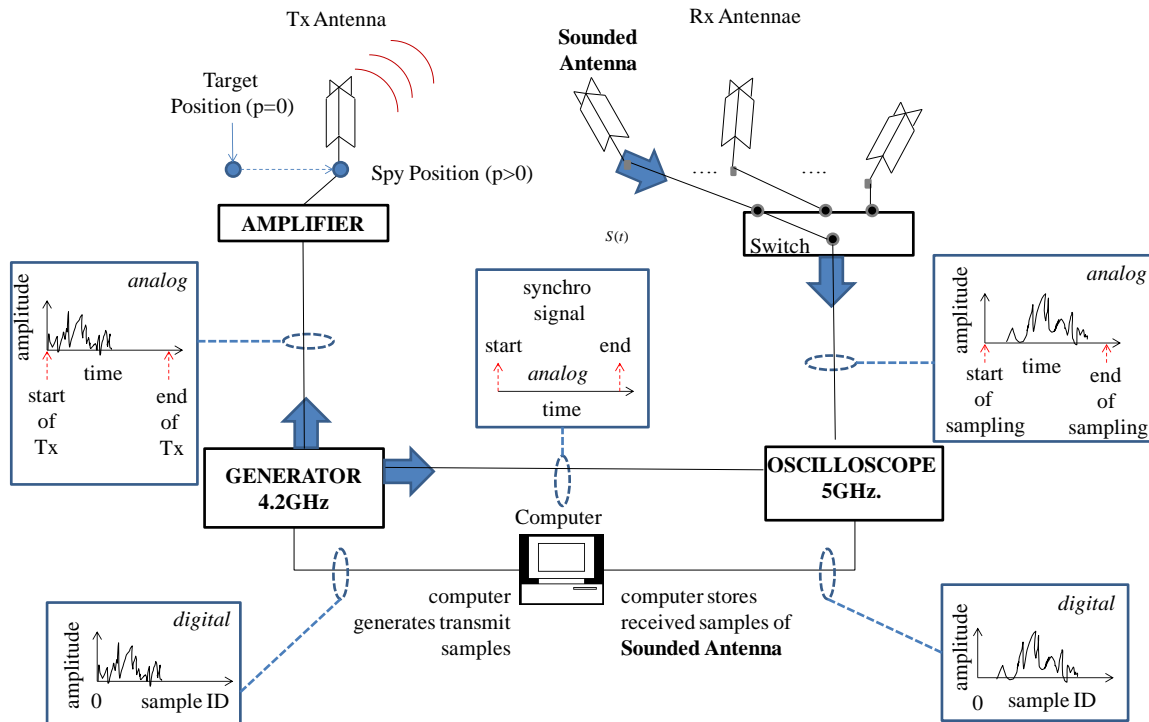 Tx Antenna
Rx Antennae
Sounded
Antenna
Target
Position (p=0)
Spy Position (p>0)
....
....
AMPLIFIER
S(t)
Switch
amplitude
analog
time
start
of
Tx
end
of
Tx
synchro
signal
start
end
analog
time
amplitude
analog
time
start
of
sampling
end
of
sampling
GENERATOR
4.2GHz
OSCILLOSCOPE
5GHz.
Computer
computer
generates transmit
samples
computer stores
received samples of
Sounded Antenna
amplitude
digital
0
sample ID
amplitude
digital
0
sample ID